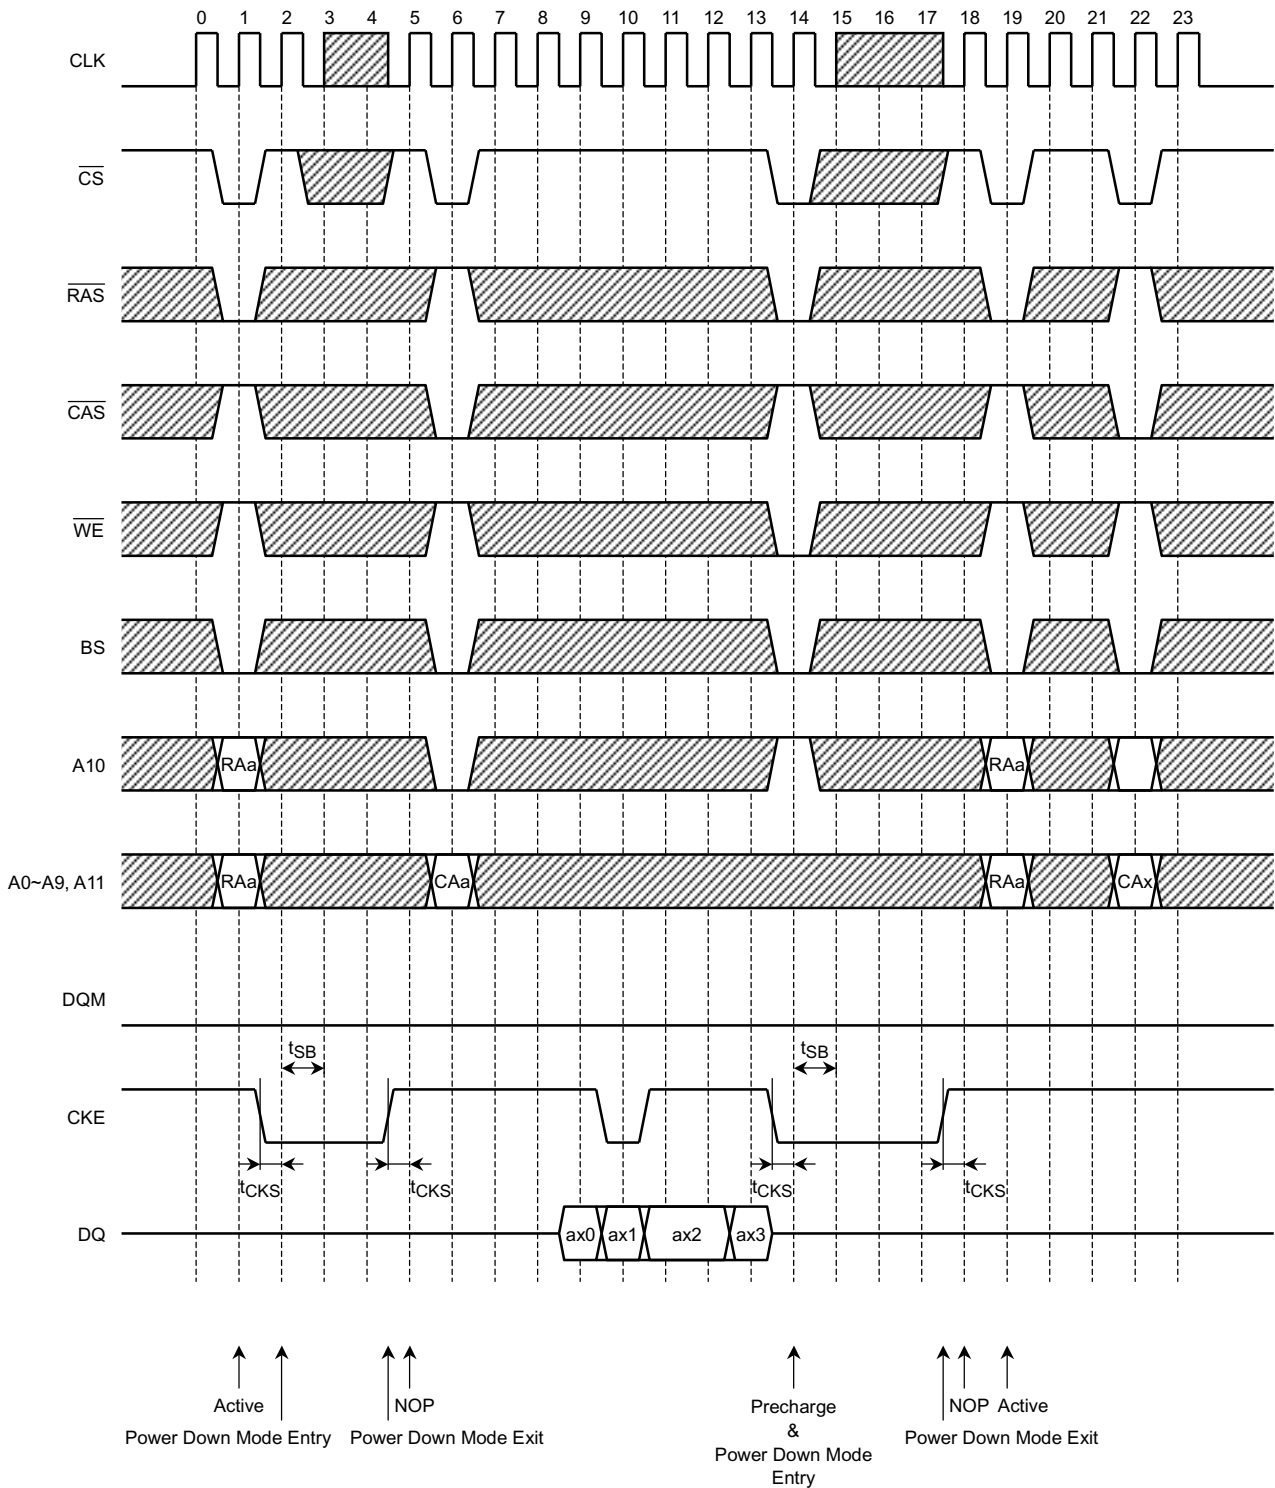 0 1 2 3 4 5 6 7 8 9 10 11 12 13 14 15 16 17 18 19 20 21 22 23
CLK
CS
RAS
CAS
WE
BS
A10 RAa RAa
A0~A9, A11 RAa CAa RAa CAx
DQM
tSB tSB
CKE
tCKS tCKS tCKS tCKS
DQ ax0 ax1 ax2 ax3
Active NOP Precharge NOP Active
&
Power Down Mode Entry Power Down Mode Exit Power Down Mode Power Down Mode Exit
Entry